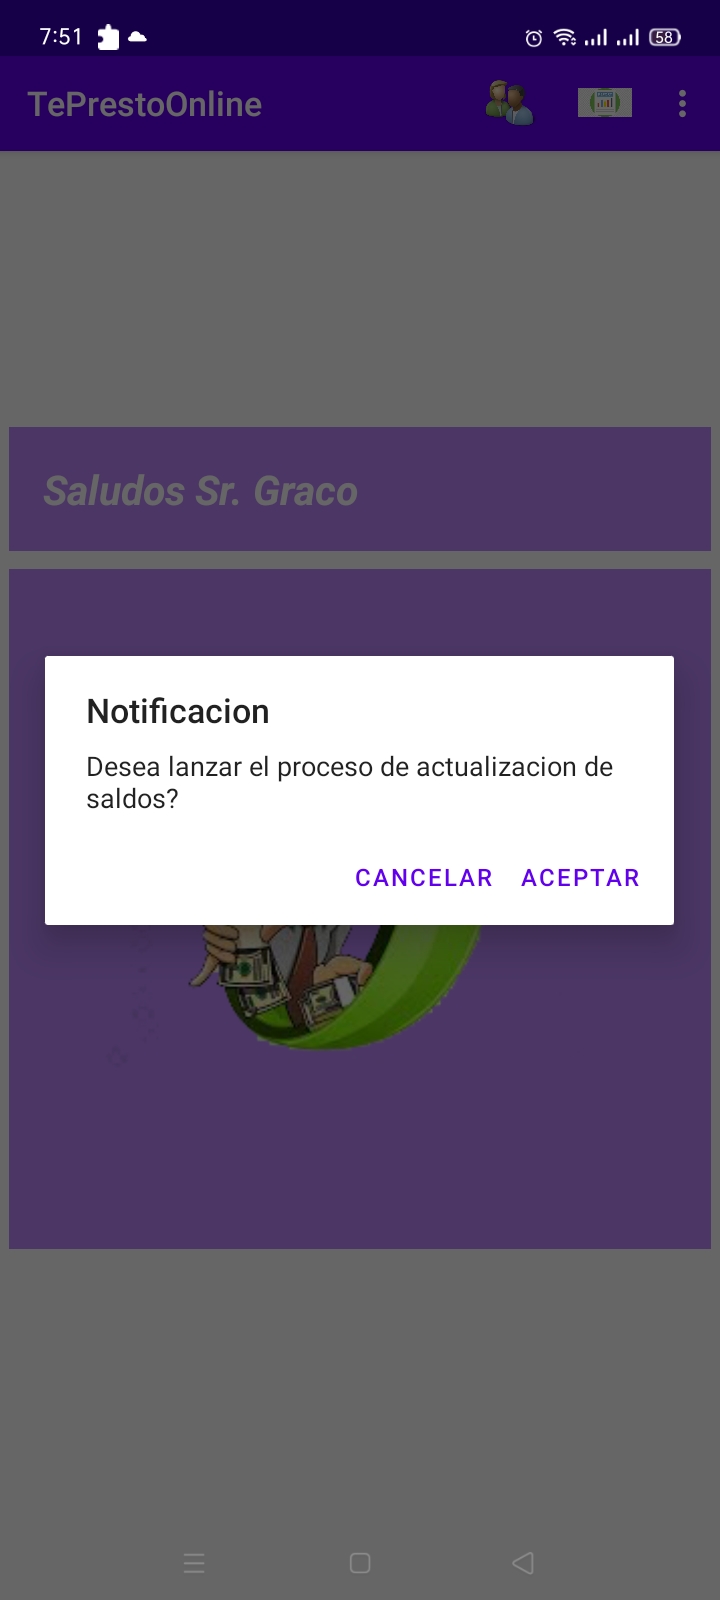 7:51
58
TePrestoOnline
Saludos Sr. Graco
Notificacion
Desea lanzar el proceso de actualizacion de
saldos?
CANCELAR ACEPTAR